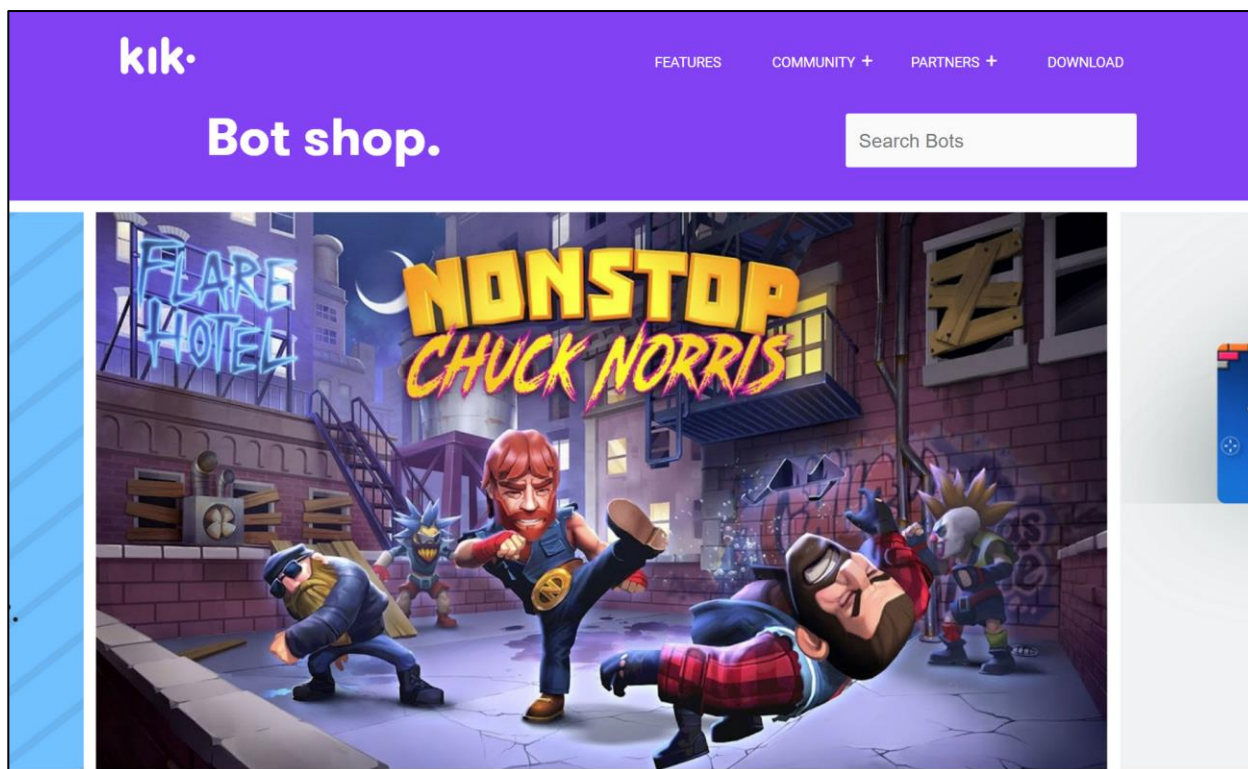 kik·
FEATURES COMMUNITY + PARTNERS + DOWNLOAD
Bot shop.
Search Bots
FLARE
HOTEL
NONSTOP
CHUCK NORRIS